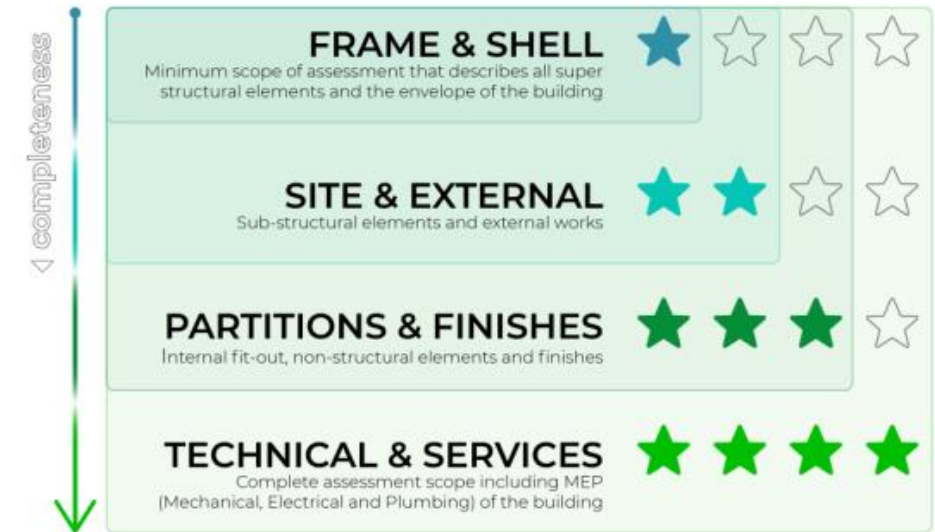 ◁ completeness
FRAME & SHELL
Minimum scope of assessment that describes all super
structural elements and the envelope of the building
SITE & EXTERNAL
Sub-structural elements and external works
PARTITIONS & FINISHES
Internal fit-out, non-structural elements and finishes
TECHNICAL & SERVICES
Complete assessment scope including MEP
(Mechanical, Electrical and Plumbing) of the building